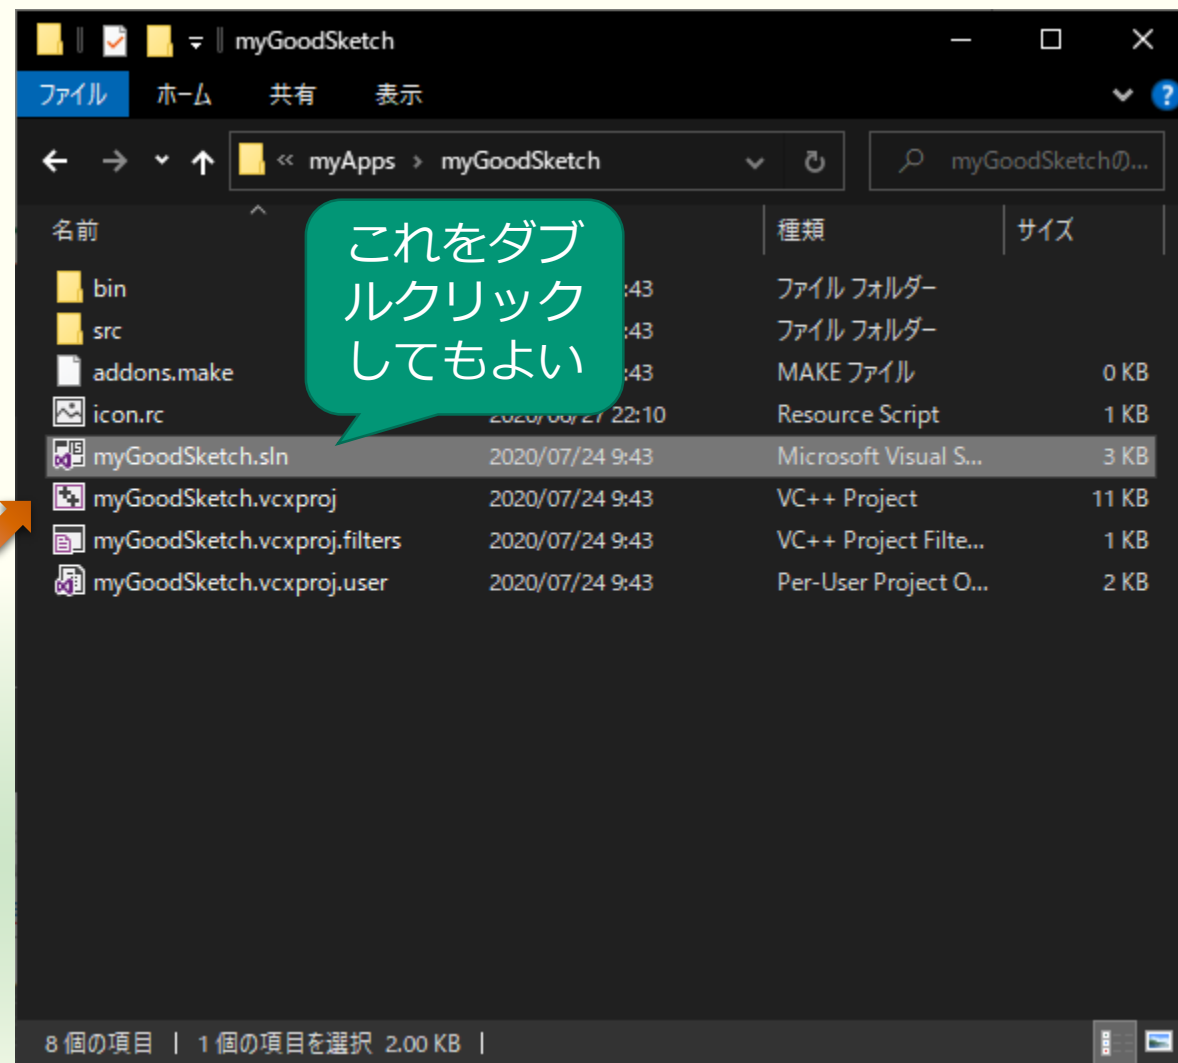 myGoodSketch
ファイル ホーム 共有 表示
« myApps › myGoodSketch myGoodSketchの...
名前 種類 サイズ
これをダブ
ルクリック
してもよい
bin :43 ファイル フォルダー
src :43 ファイル フォルダー
addons.make :43 MAKE ファイル 0 KB
icon.rc 2020/06/27 22:10 Resource Script 1 KB
myGoodSketch.sln 2020/07/24 9:43 Microsoft Visual S... 3 KB
myGoodSketch.vcxproj 2020/07/24 9:43 VC++ Project 11 KB
myGoodSketch.vcxproj.filters 2020/07/24 9:43 VC++ Project Filte... 1 KB
myGoodSketch.vcxproj.user 2020/07/24 9:43 Per-User Project O... 2 KB
8 個の項目 | 1 個の項目を選択 2.00 KB |